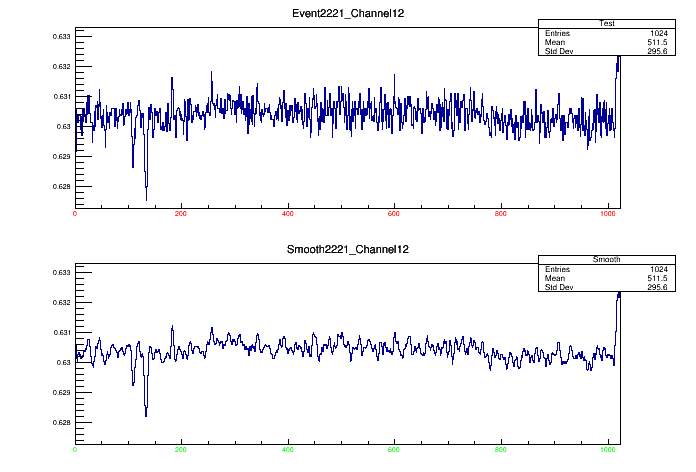 Event2221_Channel12
Test
Entries 1024
Mean 511.5
Std Dev 295.6
0.633
0.632
0.631
0.63
0.629
0.628
0 200 400 600 800 1000
Smooth2221_Channel12
Smooth
Entries 1024
Mean 511.5
Std Dev 295.6
0.633
0.632
0.631
0.63
0.629
0.628
0 200 400 600 800 1000